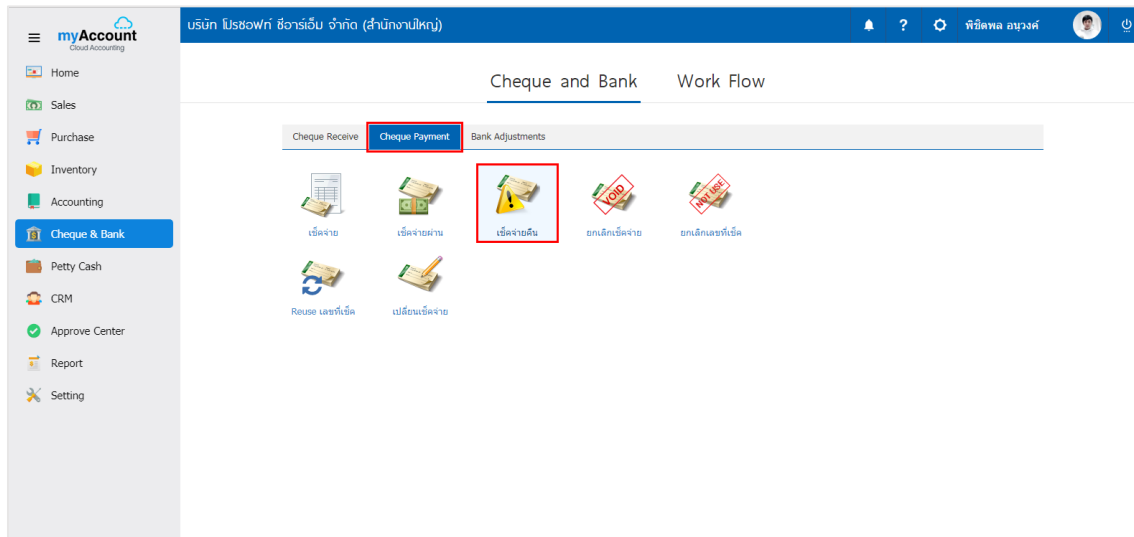 myAccount
Cloud Accounting
บริษัท โปรซอฟท์ ซีอาร์เอ็ม จำกัด (สำนักงานใหญ่)
?
พิชิตพล อนุวงค์
Home
Sales
Purchase
Inventory
Accounting
Cheque & Bank
Petty Cash
CRM
Approve Center
Report
Setting
Cheque and Bank
Work Flow
Cheque Receive
Cheque Payment
Bank Adjustments
VOID
NOT USE
เช็คจ่าย
เช็คจ่ายผ่าน
เช็คจ่ายคืน
ยกเลิกเช็คจ่าย
ยกเลิกเลขที่เช็ค
Reuse เลขที่เช็ค
เปลี่ยนเช็คจ่าย